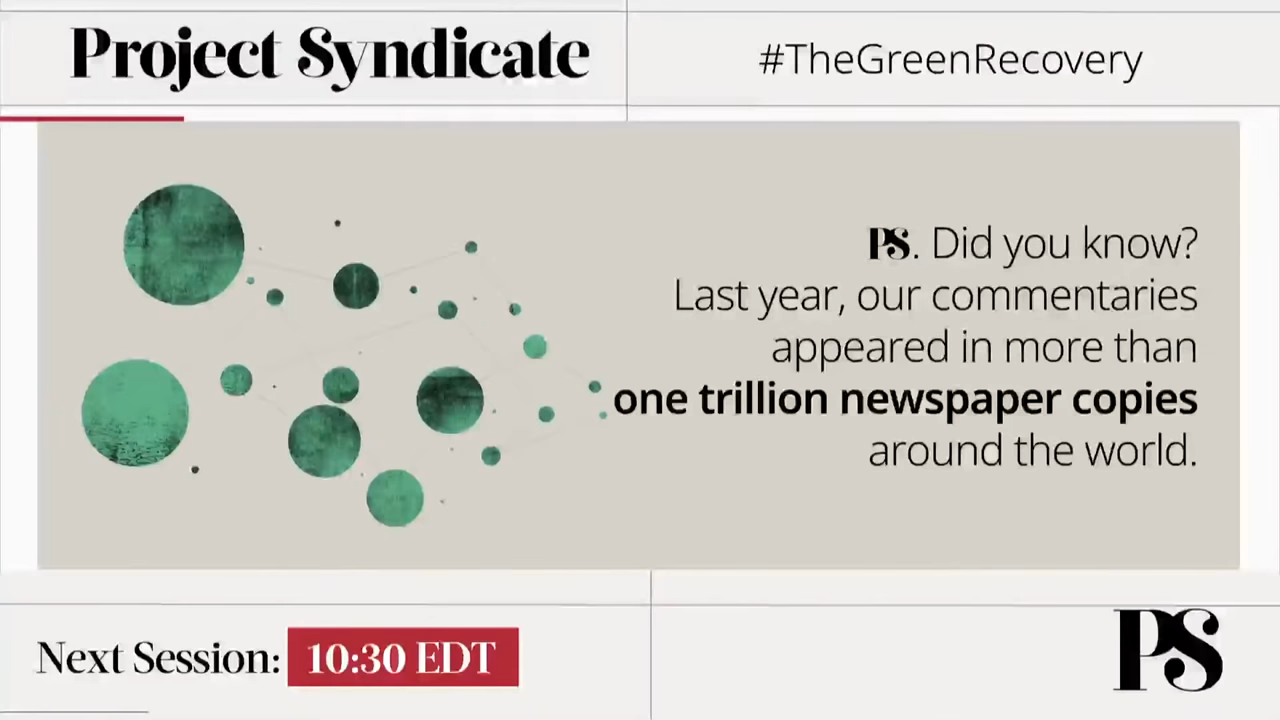 Project Syndicate
#TheGreenRecovery
PS. Did you know?
Last year, our commentaries
appeared in more than
one trillion newspaper copies
around the world.
Next Session: 10:30 EDT
PS